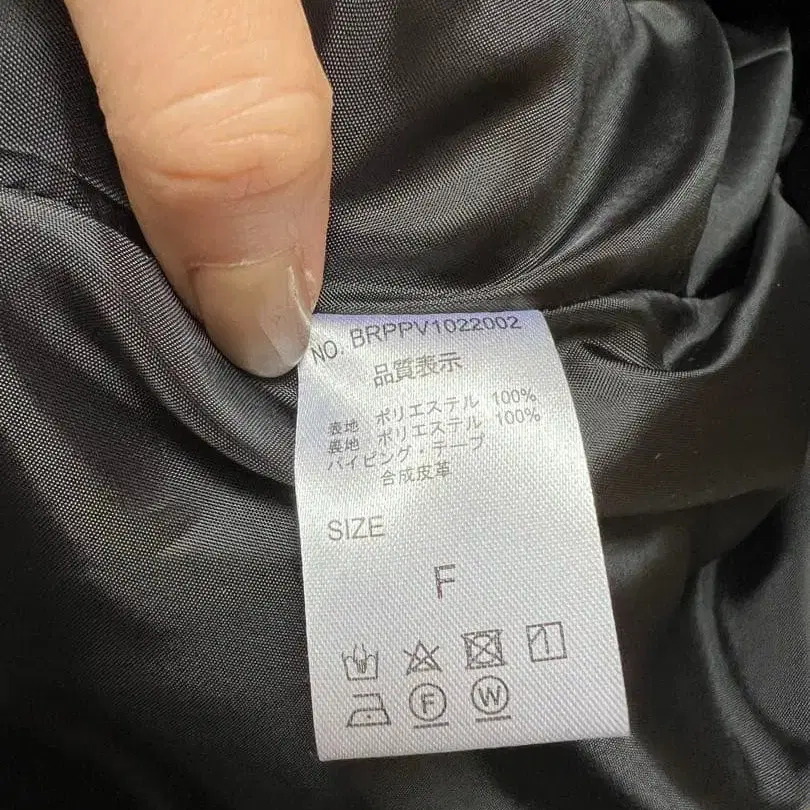 NO. BRPPV1022002
品質表示
表地 ポリエステル 100%
裏地 ポリエステル 100%
パイピング・テープ
合成皮革
SIZE
F
F W